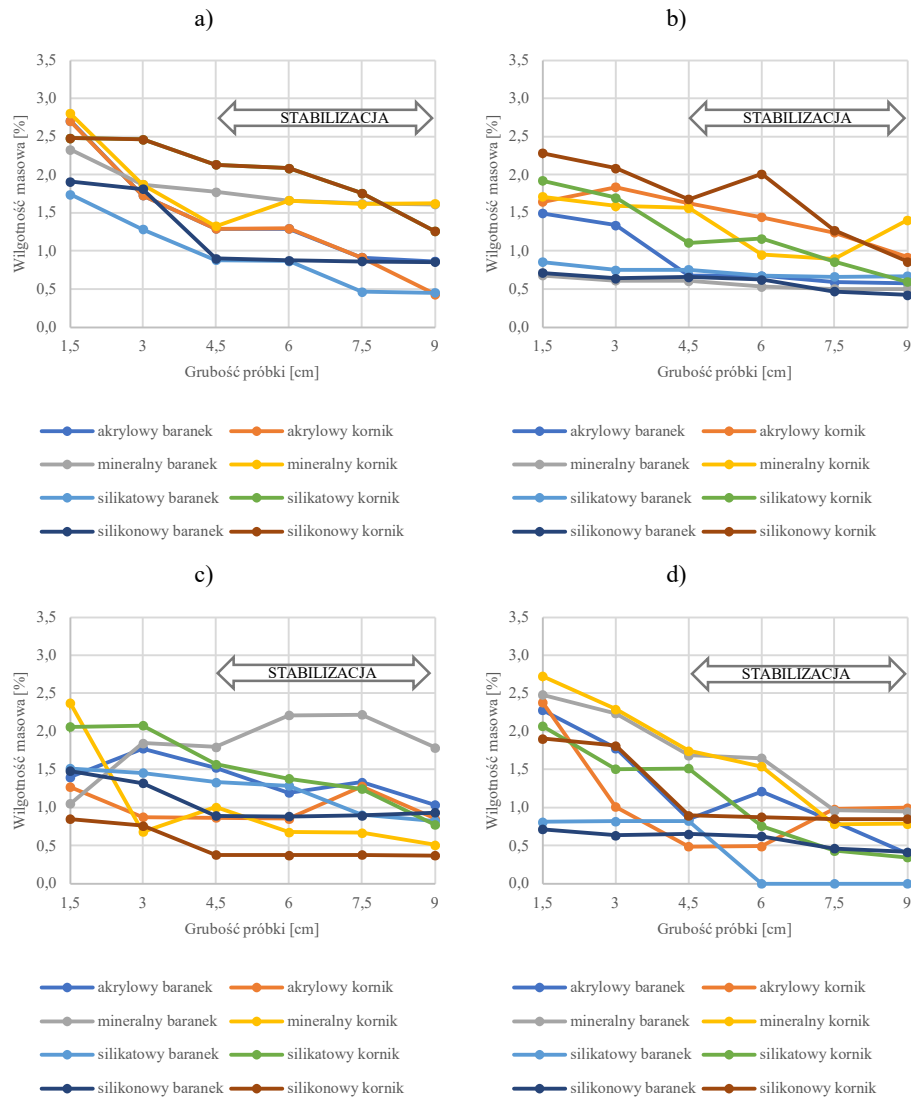 a)
3,5
3,0
2,5
2,0
1,5
1,0
0,5
0,0
Wilgotność masowa [%]
STABILIZACJA
1,5 3 4,5 6 7,5 9
Grubość próbki [cm]
akrylowy baranek akrylowy kornik
mineralny baranek mineralny kornik
silikatowy baranek silikatowy kornik
silikonowy baranek silikonowy kornik
b)
3,5
3,0
2,5
2,0
1,5
1,0
0,5
0,0
Wilgotność masowa [%]
STABILIZACJA
1,5 3 4,5 6 7,5 9
Grubość próbki [cm]
akrylowy baranek akrylowy kornik
mineralny baranek mineralny kornik
silikatowy baranek silikatowy kornik
silikonowy baranek silikonowy kornik
c)
3,5
3,0
2,5
2,0
1,5
1,0
0,5
0,0
Wilgotność masowa [%]
STABILIZACJA
1,5 3 4,5 6 7,5 9
Grubość próbki [cm]
akrylowy baranek akrylowy kornik
mineralny baranek mineralny kornik
silikatowy baranek silikatowy kornik
silikonowy baranek silikonowy kornik
d)
3,5
3,0
2,5
2,0
1,5
1,0
0,5
0,0
Wilgotność masowa [%]
STABILIZACJA
1,5 3 4,5 6 7,5 9
Grubość próbki [cm]
akrylowy baranek akrylowy kornik
mineralny baranek mineralny kornik
silikatowy baranek silikatowy kornik
silikonowy baranek silikonowy kornik